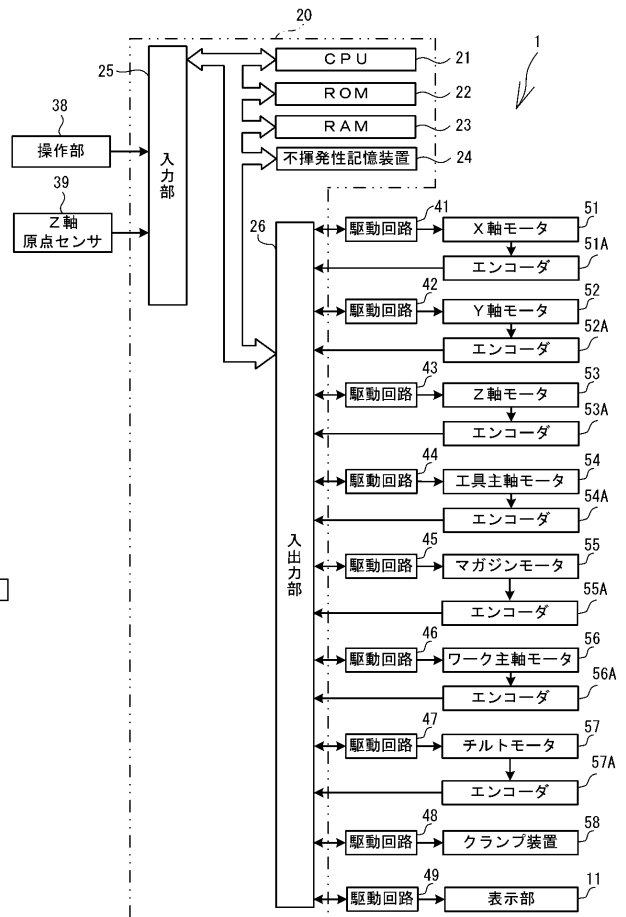 20
1
25
CPU
21
ROM
22
RAM
23
不揮発性記憶装置
24
38
操作部
39
Z軸
原点センサ
入力部
26
入出力部
41
駆動回路
X軸モータ
51
エンコーダ
51A
42
駆動回路
Y軸モータ
52
エンコーダ
52A
43
駆動回路
Z軸モータ
53
エンコーダ
53A
44
駆動回路
工具主軸モータ
54
エンコーダ
54A
45
駆動回路
マガジンモータ
55
エンコーダ
55A
46
駆動回路
ワーク主軸モータ
56
エンコーダ
56A
47
駆動回路
チルトモータ
57
エンコーダ
57A
48
駆動回路
クランプ装置
58
49
駆動回路
表示部
11